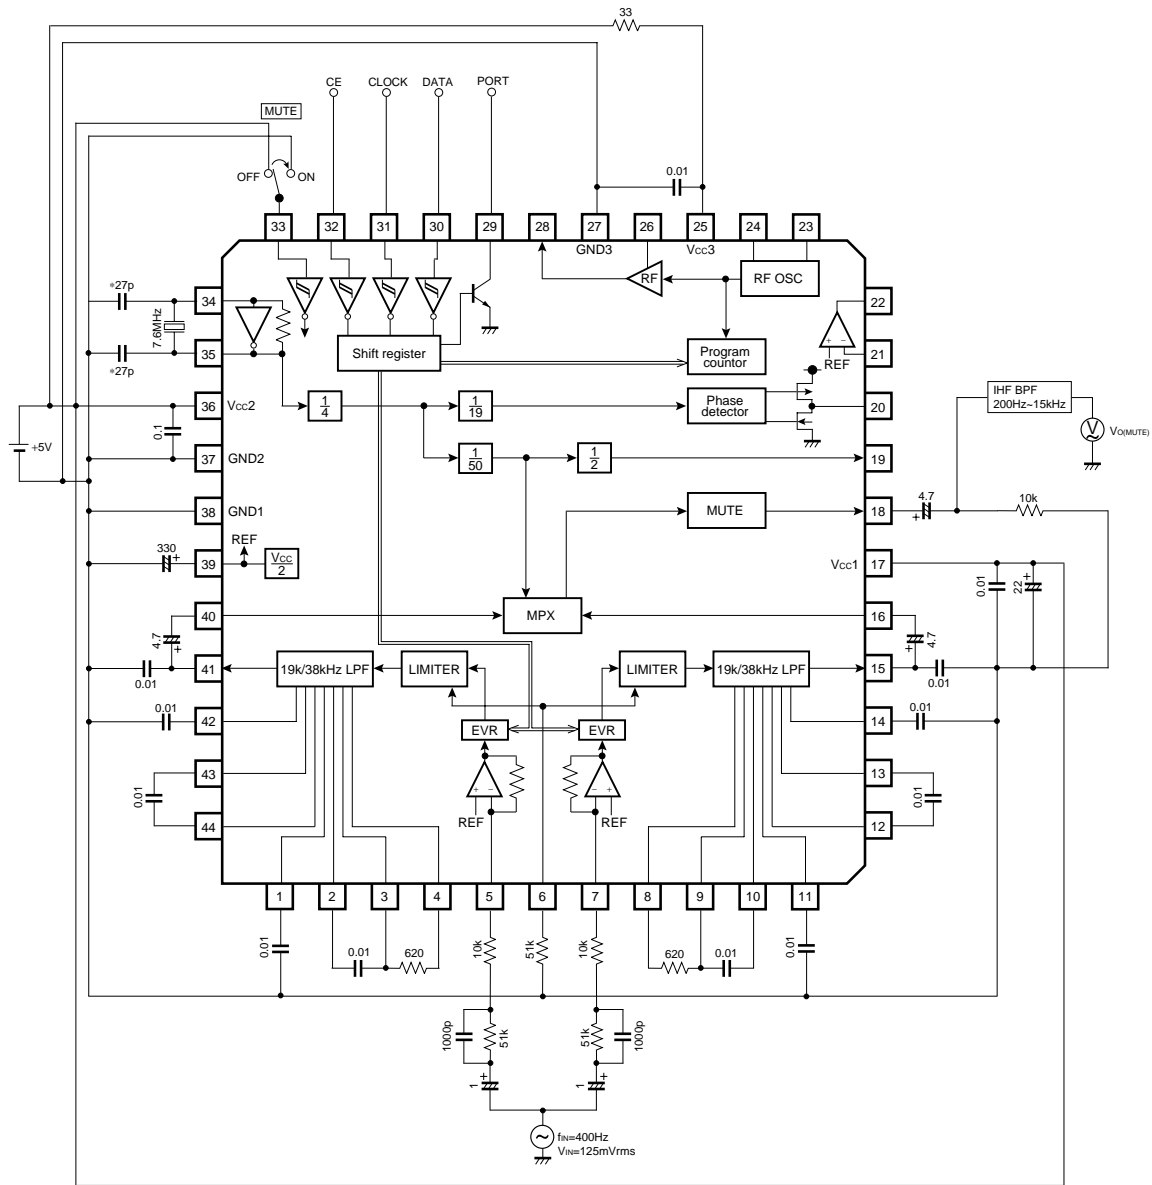 33
CE CLOCK DATA PORT
MUTE
OFF ON
0.01
33 32 31 30 29 28 27 26 25 24 23
GND3 Vcc3
*27p
34
7.6MHz
RF
RF OSC
22
35
*27p
Shift register
Program
countor
+ -
REF
21
36 Vcc2
1
4
1
19
Phase
detector
20
IHF BPF
200Hz~15kHz
V
VO(MUTE)
+5V
0.1
37 GND2
1
50
1
2
19
38 GND1
MUTE
18
4.7
+
10k
330
+
39
REF
Vcc
2
Vcc1
17
0.01
22
+
40
MPX
16
4.7
+
4.7
+
41
19k/38kHz LPF
LIMITER
LIMITER
19k/38kHz LPF
15
0.01
0.01
0.01
42
EVR
EVR
14
0.01
43
+ -
- +
13
0.01
0.01
44
REF
REF
12
1 2 3 4 5 6 7 8 9 10 11
0.01
0.01
620
10k
51k
10k
620
0.01
0.01
1000p
51k
51k
1000p
1
+
1
+
fIN=400Hz
VIN=125mVrms